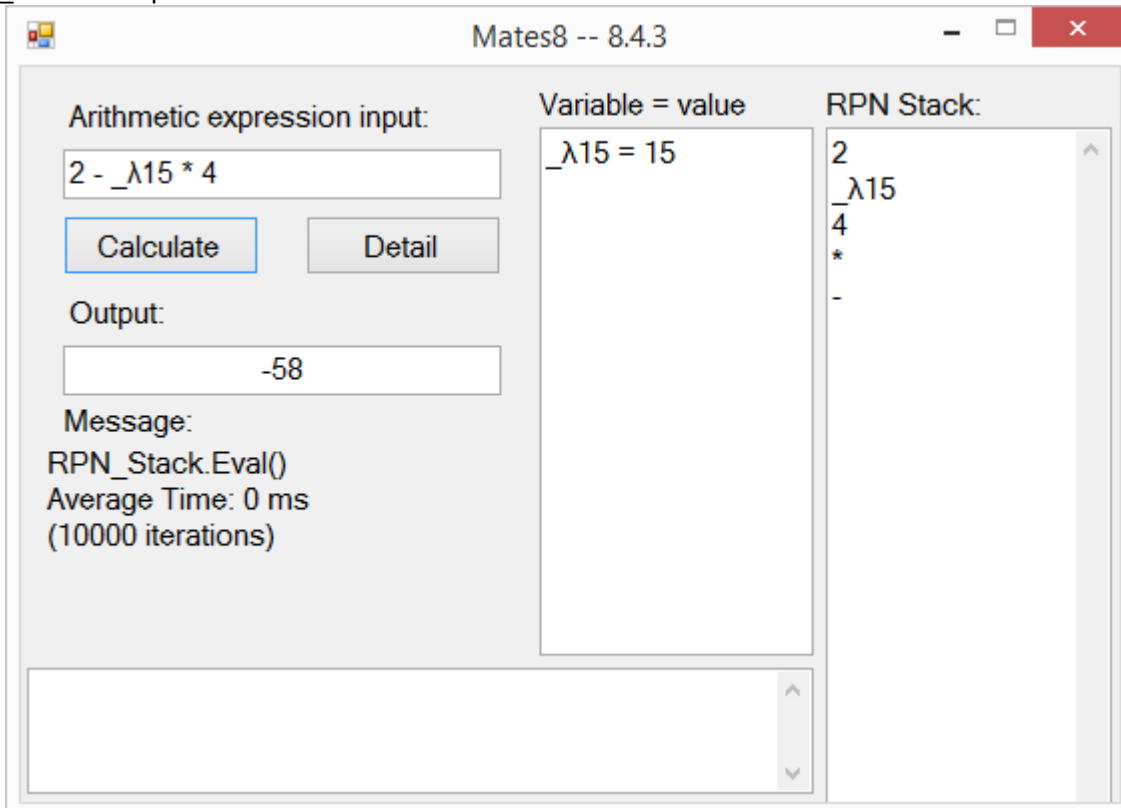 Mates8 -- 8.4.3
Arithmetic expression input:
2 - _λ15 * 4
Calculate
Detail
Output:
-58
Message:
RPN_Stack.Eval()
Average Time: 0 ms
(10000 iterations)
Variable = value
_λ15 = 15
RPN Stack:
2
_λ15
4
*
-